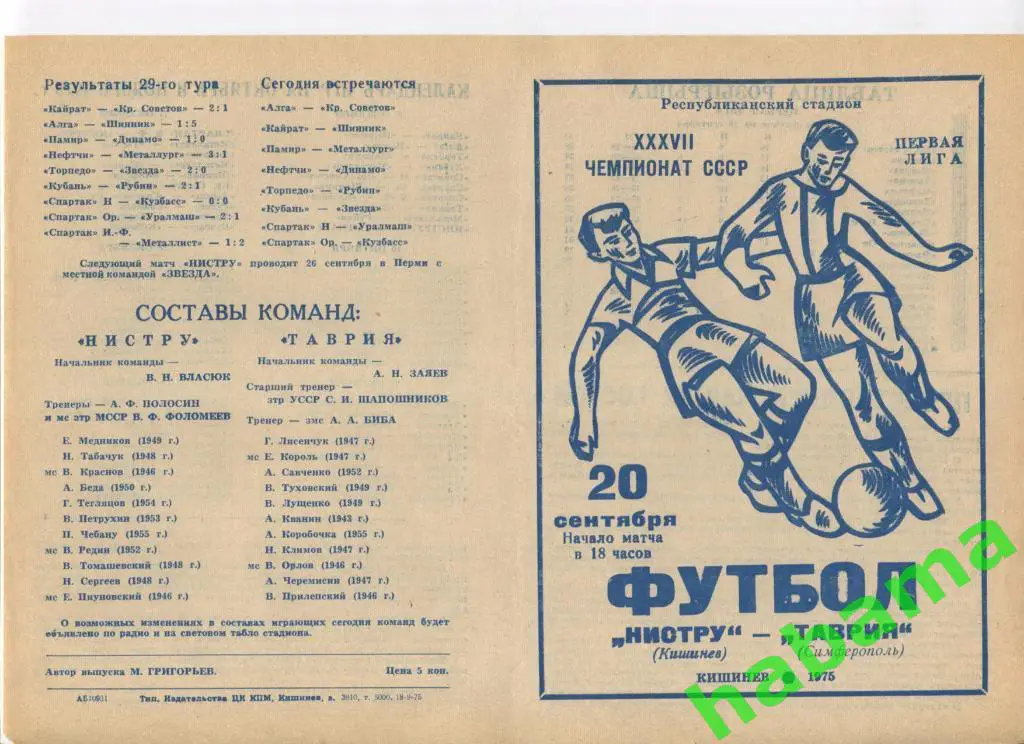 Результаты 29-го тура
«Кайрат» — «Кр. Советов» — 2:1
«Алга» — «Шинник» — 1:5
«Памир» — «Динамо» — 1:0
«Нефтчи» — «Металлург» — 3:1
«Торпедо» — «Звезда» — 2:0
«Кубань» — «Рубин» — 2:1
«Спартак» Н — «Кузбасс» — 0:0
«Спартак» Ор. — «Уралмаш» — 2:1
«Спартак» И.-Ф.
— «Металлист» — 1:2
Сегодня встречаются
«Алга» — «Кр. Советов»
«Кайрат» — «Шинник»
«Памир» — «Металлург»
«Нефтчи» — «Динамо»
«Торпедо» — «Рубин»
«Кубань» — «Звезда»
«Спартак» Н — «Уралмаш»
«Спартак» Ор. — «Кузбасс»
Следующий матч «НИСТРУ» проводит 26 сентября в Перми с
местной командой «ЗВЕЗДА».
СОСТАВЫ КОМАНД:
«НИСТРУ»
Начальник команды —
В. Н. ВЛАСЮК
Тренеры — А. Ф. ПОЛОСИН
и мс зтр МССР В. Ф. ФОЛОМЕЕВ
Е. Медников (1949 г.)
Н. Табачук (1948 г.)
мс В. Краснов (1946 г.)
А. Беда (1950 г.)
Г. Тегляцов (1954 г.)
В. Петрухин (1953 г.)
П. Чебану (1955 г.)
мс В. Редин (1952 г.)
В. Томашевский (1948 г.)
Н. Сергеев (1948 г.)
мс Е. Пиуновский (1946 г.)
«ТАВРИЯ»
Начальник команды —
А. Н. ЗАЯЕВ
Старший тренер —
зтр УССР С. И. ШАПОШНИКОВ
Тренер — змс А. А. БИБА
Г. Лисенчук (1947 г.)
мс Е. Король (1947 г.)
А. Савченко (1952 г.)
В. Туховский (1949 г.)
В. Лущенко (1949 г.)
А. Кванин (1943 г.)
А. Коробочка (1955 г.)
Н. Климов (1947 г.)
мс В. Орлов (1946 г.)
А. Черемисин (1947 г.)
В. Прилепский (1946 г.)
О возможных изменениях в составах играющих сегодня команд будет
объявлено по радио и на световом табло стадиона.
Автор выпуска М. ГРИГОРЬЕВ. Цена 5 коп.
АБ10931 Тип. Издательства ЦК КПМ, Кишинев, з. 3810, т. 5000, 18-9-75
Республиканский стадион
XXXVII
ЧЕМПИОНАТ СССР
ПЕРВАЯ
ЛИГА
20
сентября
Начало матча
в 18 часов
ФУТБОЛ
„НИСТРУ“ — „ТАВРИЯ“
(Кишинев) (Симферополь)
КИШИНЕВ 1975
habama